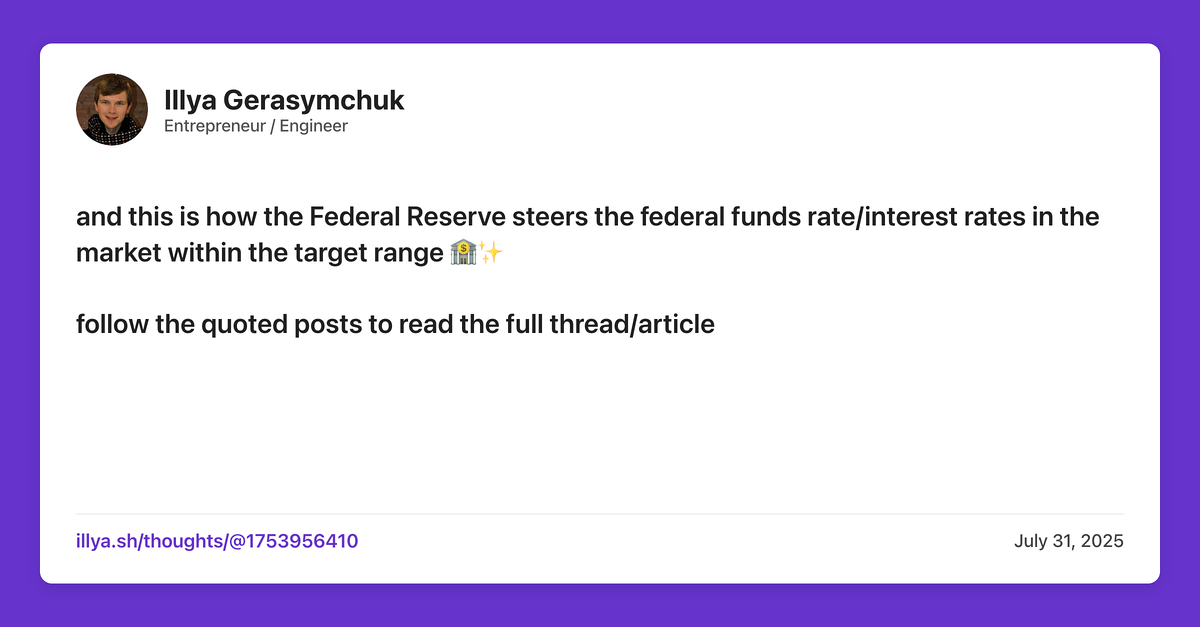 Illya Gerasymchuk
Entrepreneur / Engineer
and this is how the Federal Reserve steers the federal funds rate/interest rates in the
market within the target range 🏦✨
follow the quoted posts to read the full thread/article
illya.sh/thoughts/@1753956410
July 31, 2025